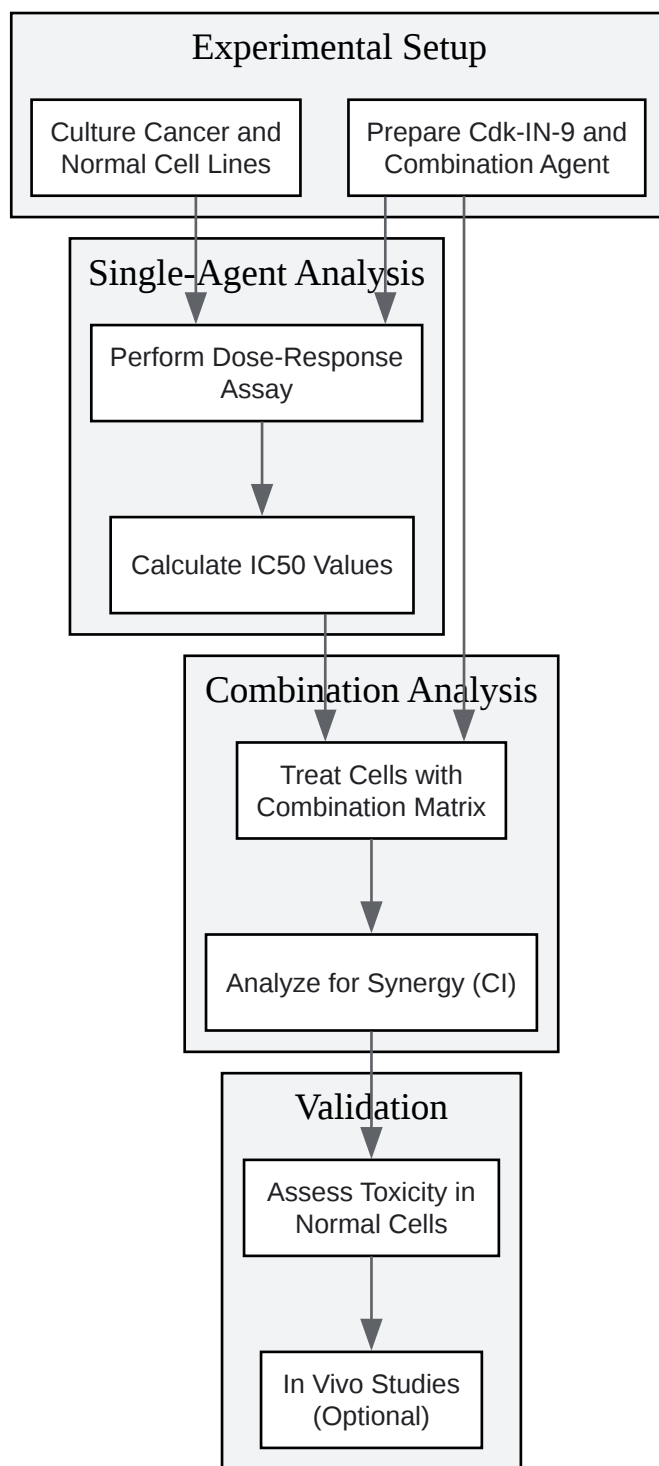 Experimental Setup
Culture Cancer and
Normal Cell Lines
Prepare Cdk-IN-9 and
Combination Agent
Single-Agent Analysis
Perform Dose-Response
Assay
Calculate IC50 Values
Combination Analysis
Treat Cells with
Combination Matrix
Analyze for Synergy (CI)
Validation
Assess Toxicity in
Normal Cells
In Vivo Studies
(Optional)